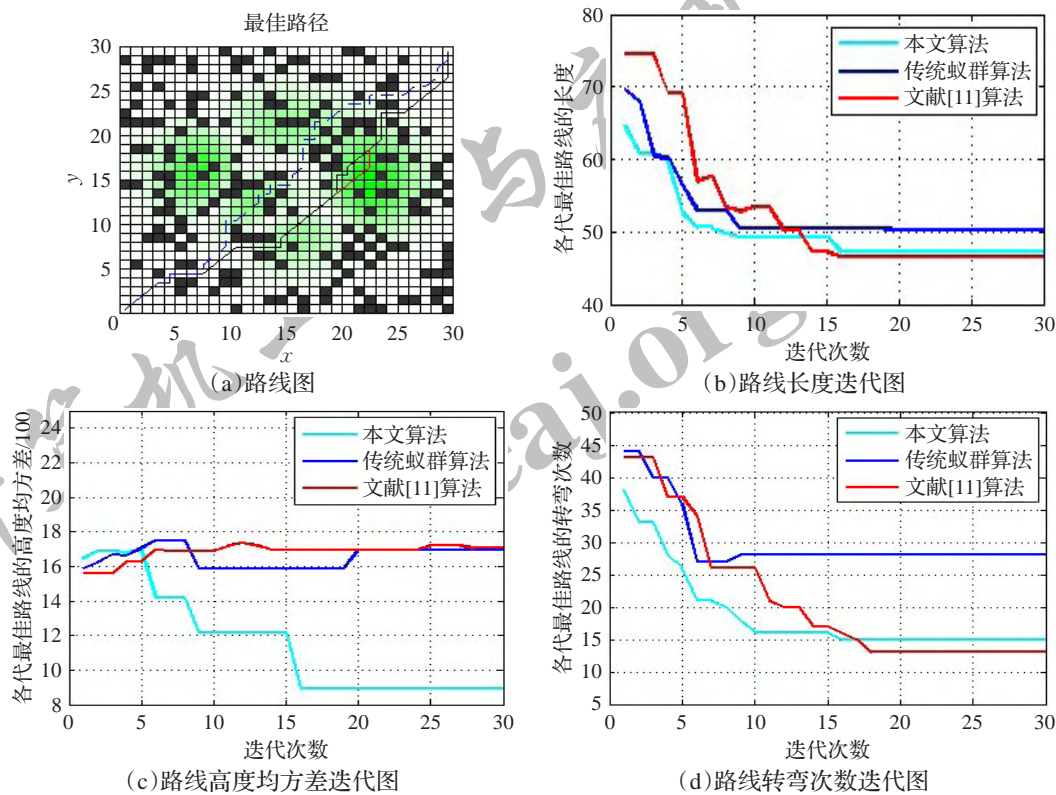 最佳路径
30
25
20
15
10
5
0
5
10
15
20
25
30
y
x
(a)路线图
本文算法
传统蚁群算法
文献[11]算法
80
70
60
50
40
0
5
10
15
20
25
30
各代最佳路线的长度
迭代次数
(b)路线长度迭代图
本文算法
传统蚁群算法
文献[11]算法
24
22
20
18
16
14
12
10
8
0
5
10
15
20
25
30
各代最佳路线的高度均方差/100
迭代次数
(c)路线高度均方差迭代图
本文算法
传统蚁群算法
文献[11]算法
50
45
40
35
30
25
20
15
10
5
0
5
10
15
20
25
30
各代最佳路线的转弯次数
迭代次数
(d)路线转弯次数迭代图
eaj.org
与
机